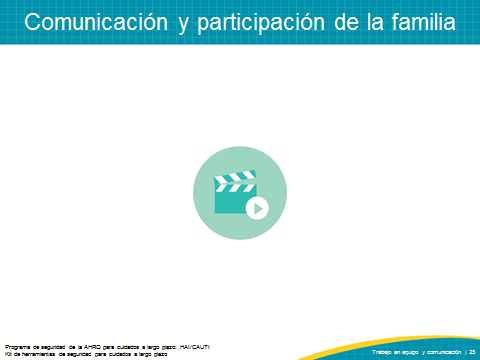 Comunicación y participación de la familia
Programa de seguridad de la AHRQ para cuidados a largo plazo: HAI/CAUTI
Kit de herramientas de seguridad para cuidados a largo plazo
Trabajo en equipo y comunicación | 25